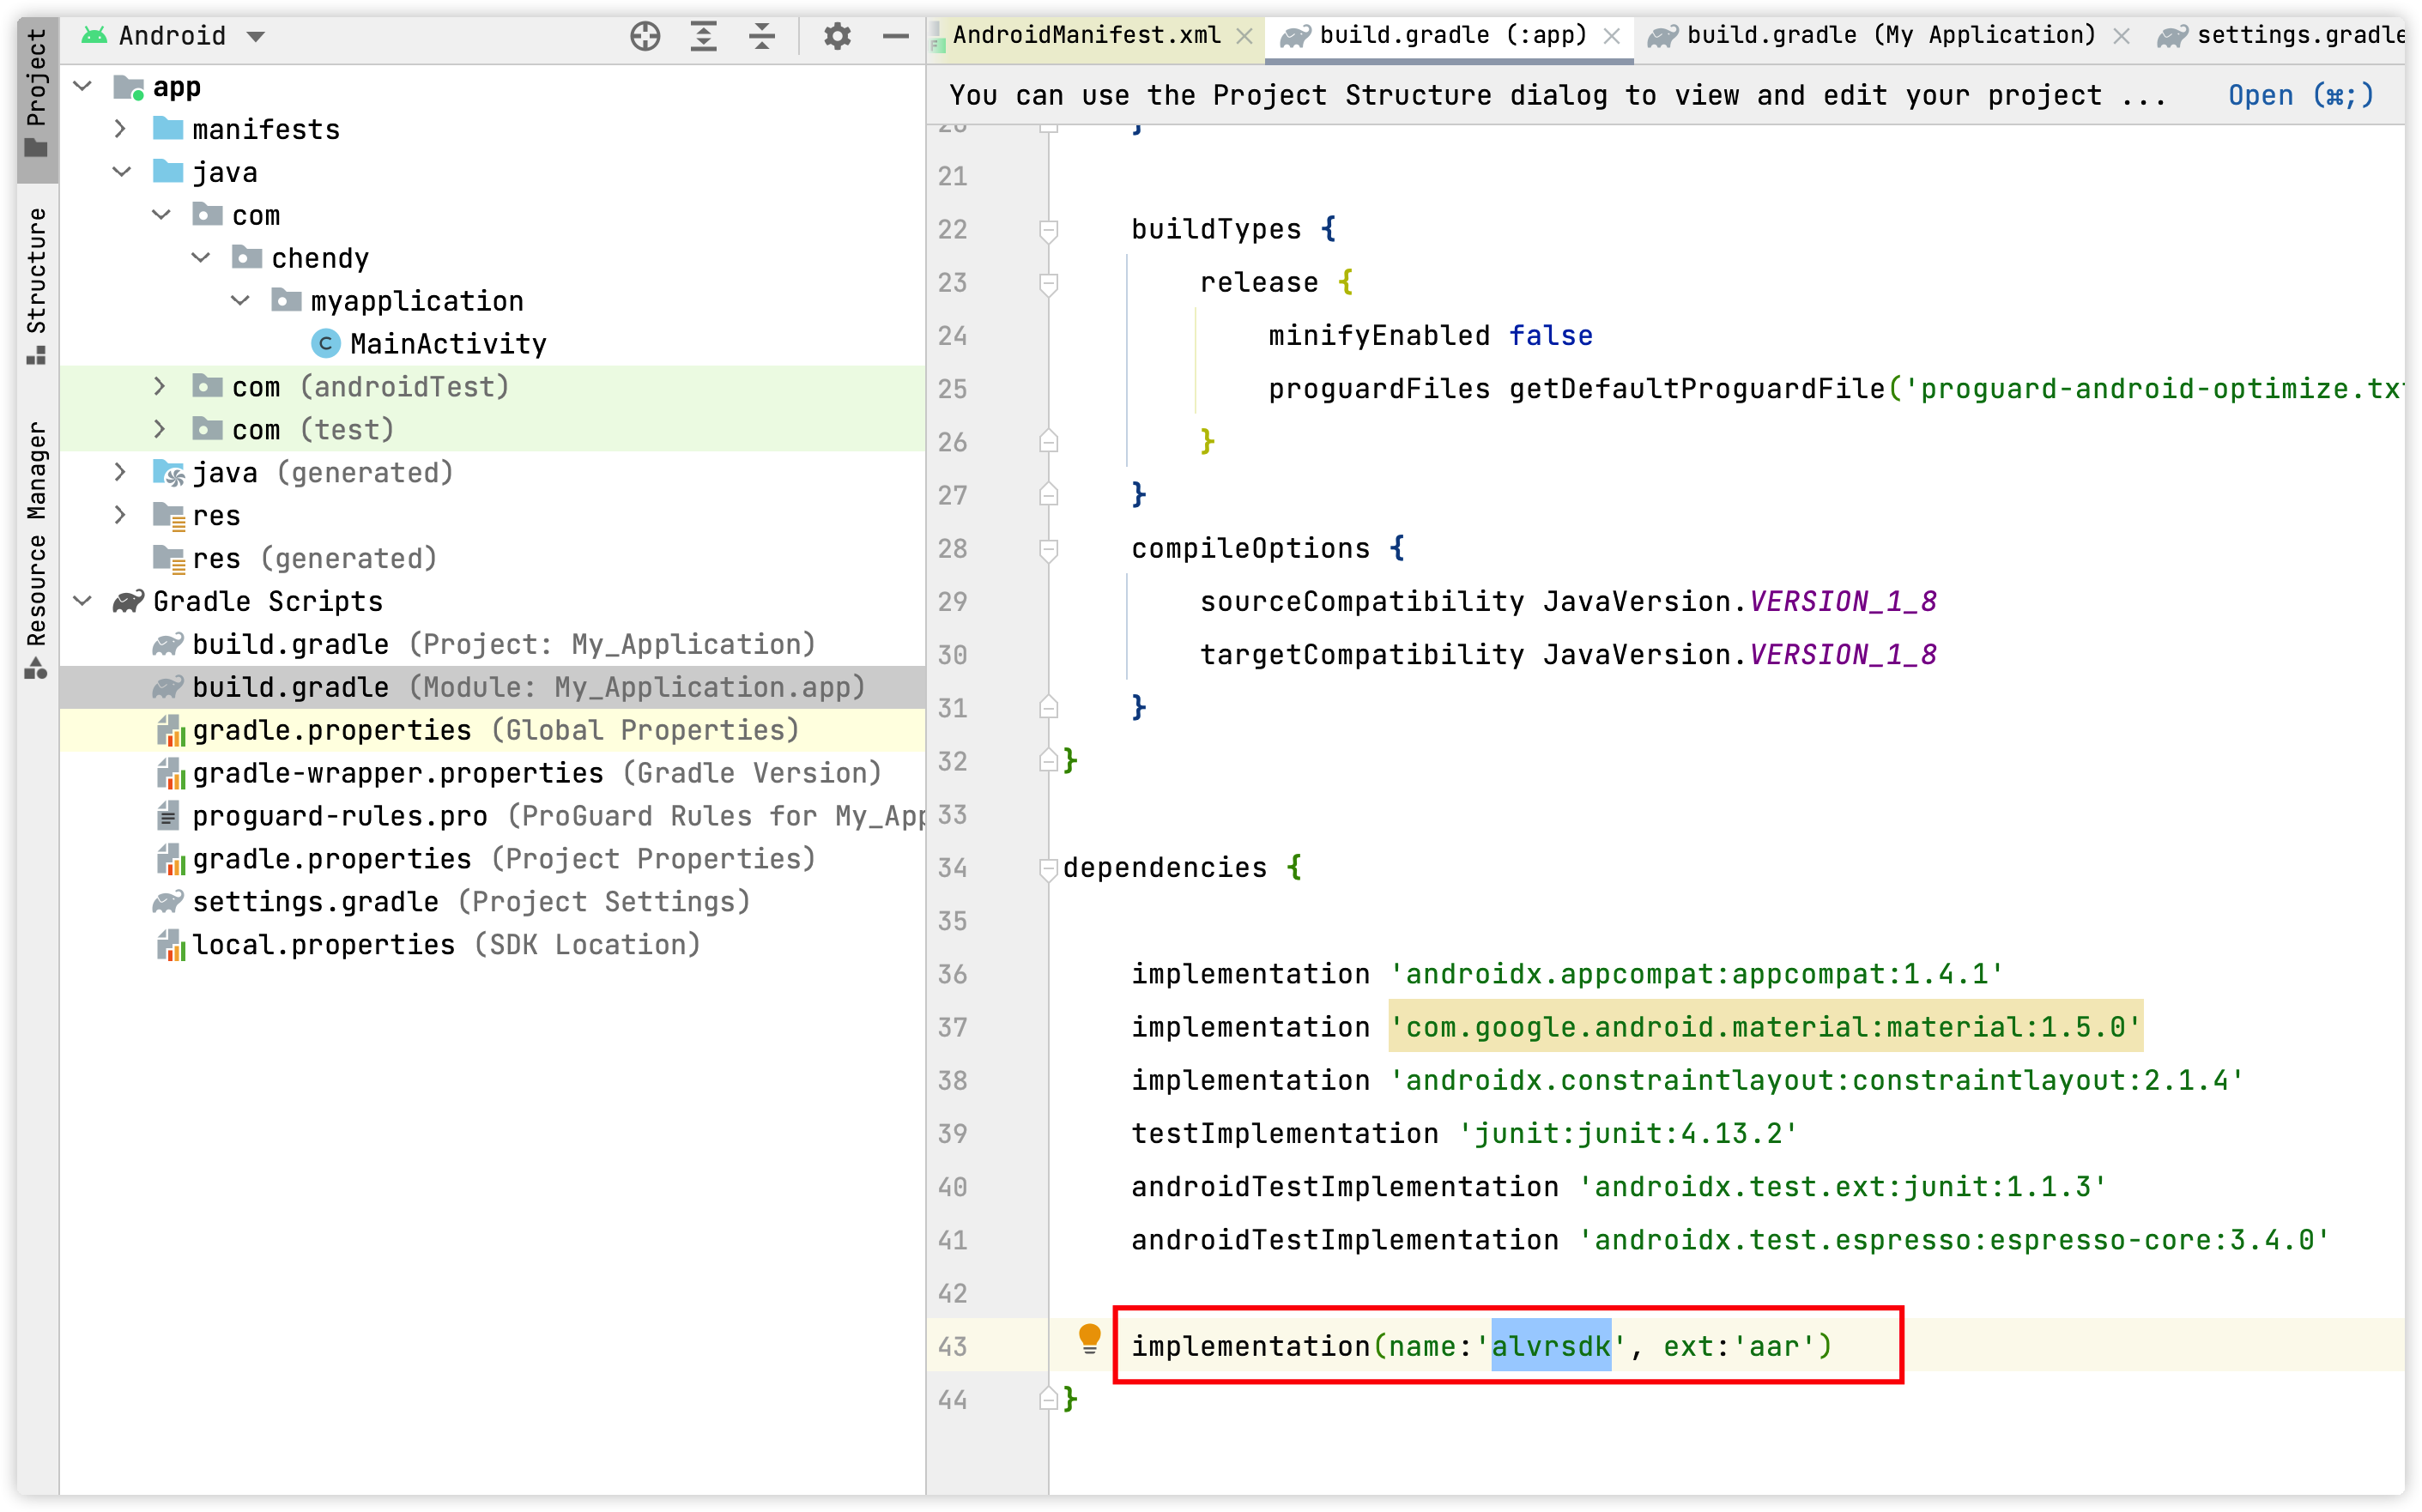 Project
Structure
Resource Manager
Android
app
manifests
java
com
chendy
myapplication
C MainActivity
com (androidTest)
com (test)
java (generated)
res
res (generated)
Gradle Scripts
build.gradle (Project: My_Application)
build.gradle (Module: My_Application.app)
gradle.properties (Global Properties)
gradle-wrapper.properties (Gradle Version)
proguard-rules.pro (ProGuard Rules for My_App
gradle.properties (Project Properties)
settings.gradle (Project Settings)
local.properties (SDK Location)
AndroidManifest.xml build.gradle (:app) build.gradle (My Application) settings.gradle
You can use the Project Structure dialog to view and edit your project ... Open (⌘;)
20 }
21
22 buildTypes {
23 release {
24 minifyEnabled false
25 proguardFiles getDefaultProguardFile('proguard-android-optimize.tx
26 }
27 }
28 compileOptions {
29 sourceCompatibility JavaVersion.VERSION_1_8
30 targetCompatibility JavaVersion.VERSION_1_8
31 }
32 }
33
34 dependencies {
35
36 implementation 'androidx.appcompat:appcompat:1.4.1'
37 implementation 'com.google.android.material:material:1.5.0'
38 implementation 'androidx.constraintlayout:constraintlayout:2.1.4'
39 testImplementation 'junit:junit:4.13.2'
40 androidTestImplementation 'androidx.test.ext:junit:1.1.3'
41 androidTestImplementation 'androidx.test.espresso:espresso-core:3.4.0'
42
43 implementation(name:'alvrsdk', ext:'aar')
44 }